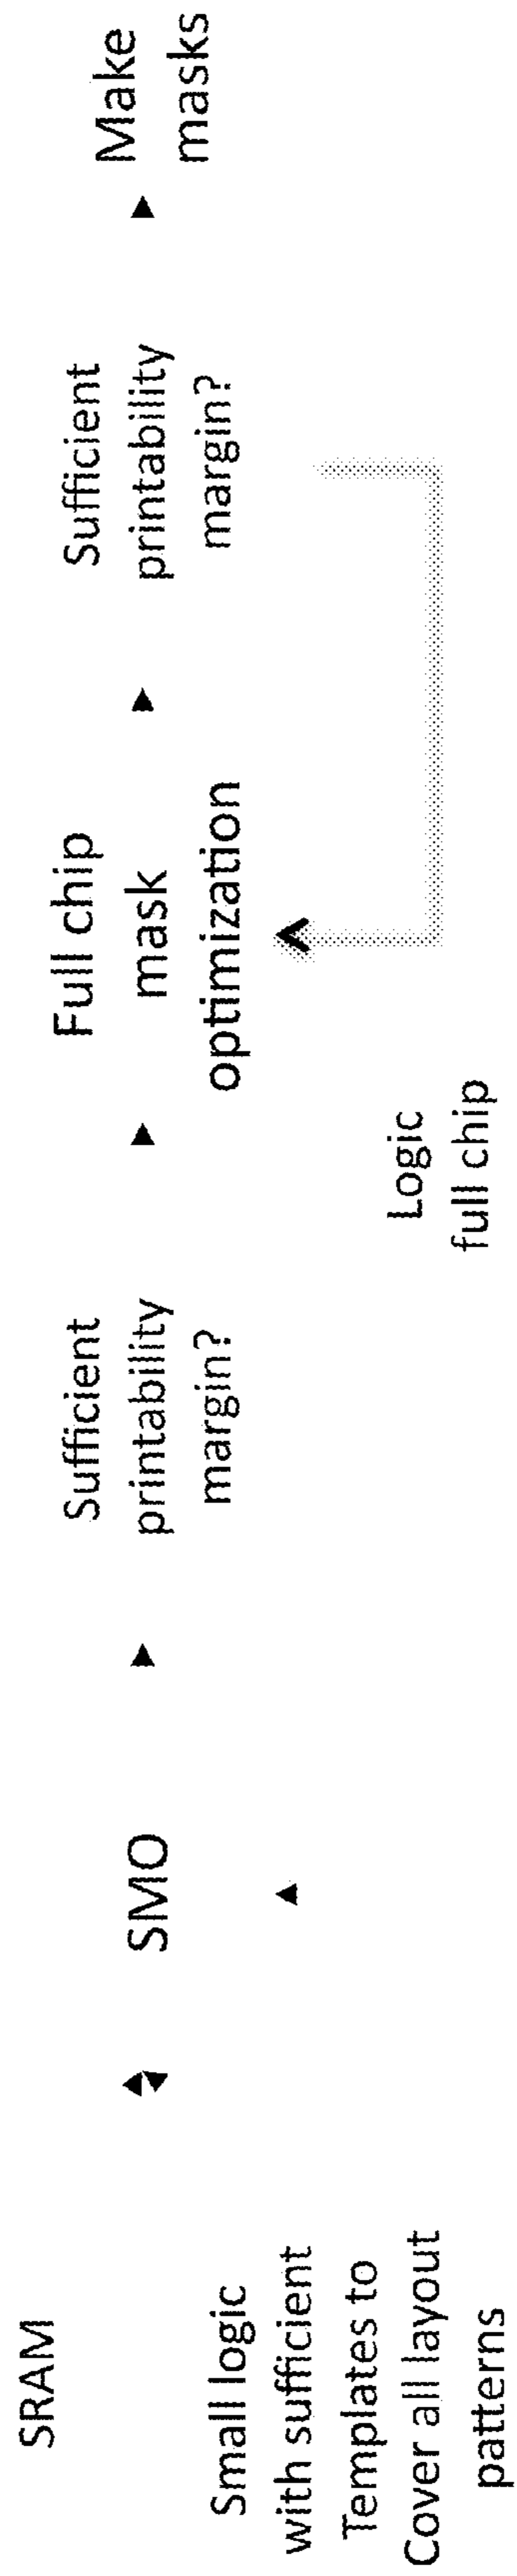 SRAM
Small logic
with sufficient
Templates to
Cover all layout
patterns
SMO
Sufficient
printability
margin?
Full chip
mask
optimization
Logic
full chip
Sufficient
printability
margin?
Make
masks